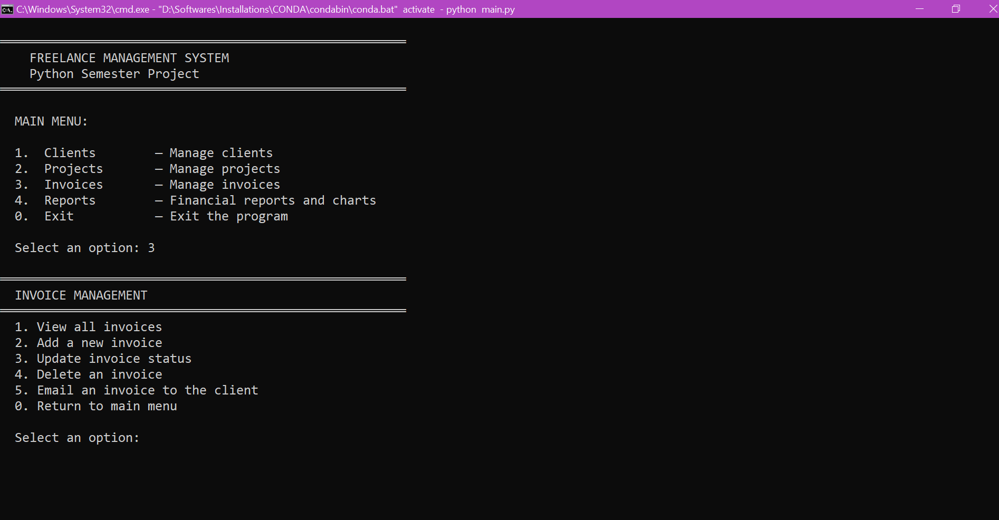 C:\Windows\System32\cmd.exe - "D:\Softwares\Installations\CONDA\condabin\conda.bat"  activate  - python  main.py
FREELANCE MANAGEMENT SYSTEM
Python Semester Project
MAIN MENU:
1.  Clients        — Manage clients
2.  Projects       — Manage projects
3.  Invoices       — Manage invoices
4.  Reports        — Financial reports and charts
0.  Exit           — Exit the program
Select an option: 3
INVOICE MANAGEMENT
1. View all invoices
2. Add a new invoice
3. Update invoice status
4. Delete an invoice
5. Email an invoice to the client
0. Return to main menu
Select an option: